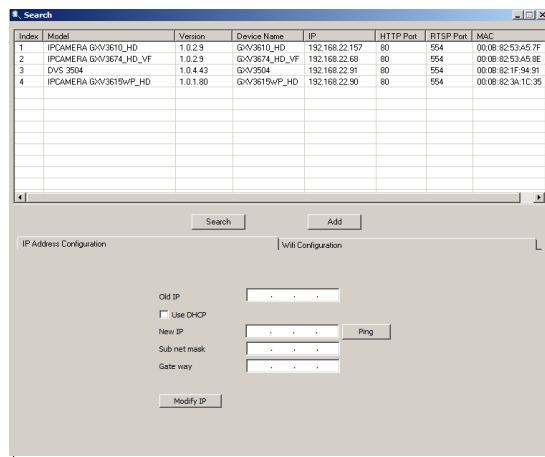 Search
Index Model Version Device Name IP HTTP Port RTSP Port MAC
1 IPCAMERA GXV3610_HD 1.0.2.9 GXV3610_HD 192.168.22.157 80 554 00:0B:82:53:A5:7F
2 IPCAMERA GXV3674_HD_VF 1.0.2.9 GXV3674_HD_VF 192.168.22.68 80 554 00:0B:82:53:A5:8E
3 DVS 3504 1.0.4.43 GXV3504 192.168.22.91 80 554 00:0B:82:1F:94:91
4 IPCAMERA GXV3615WP_HD 1.0.1.80 GXV3615WP_HD 192.168.22.90 80 554 00:0B:82:3A:1C:35
Search Add
IP Address Configuration Wifi Configuration
Old IP . . .
Use DHCP
New IP . . . Ping
Sub net mask . . .
Gate way . . .
Modify IP